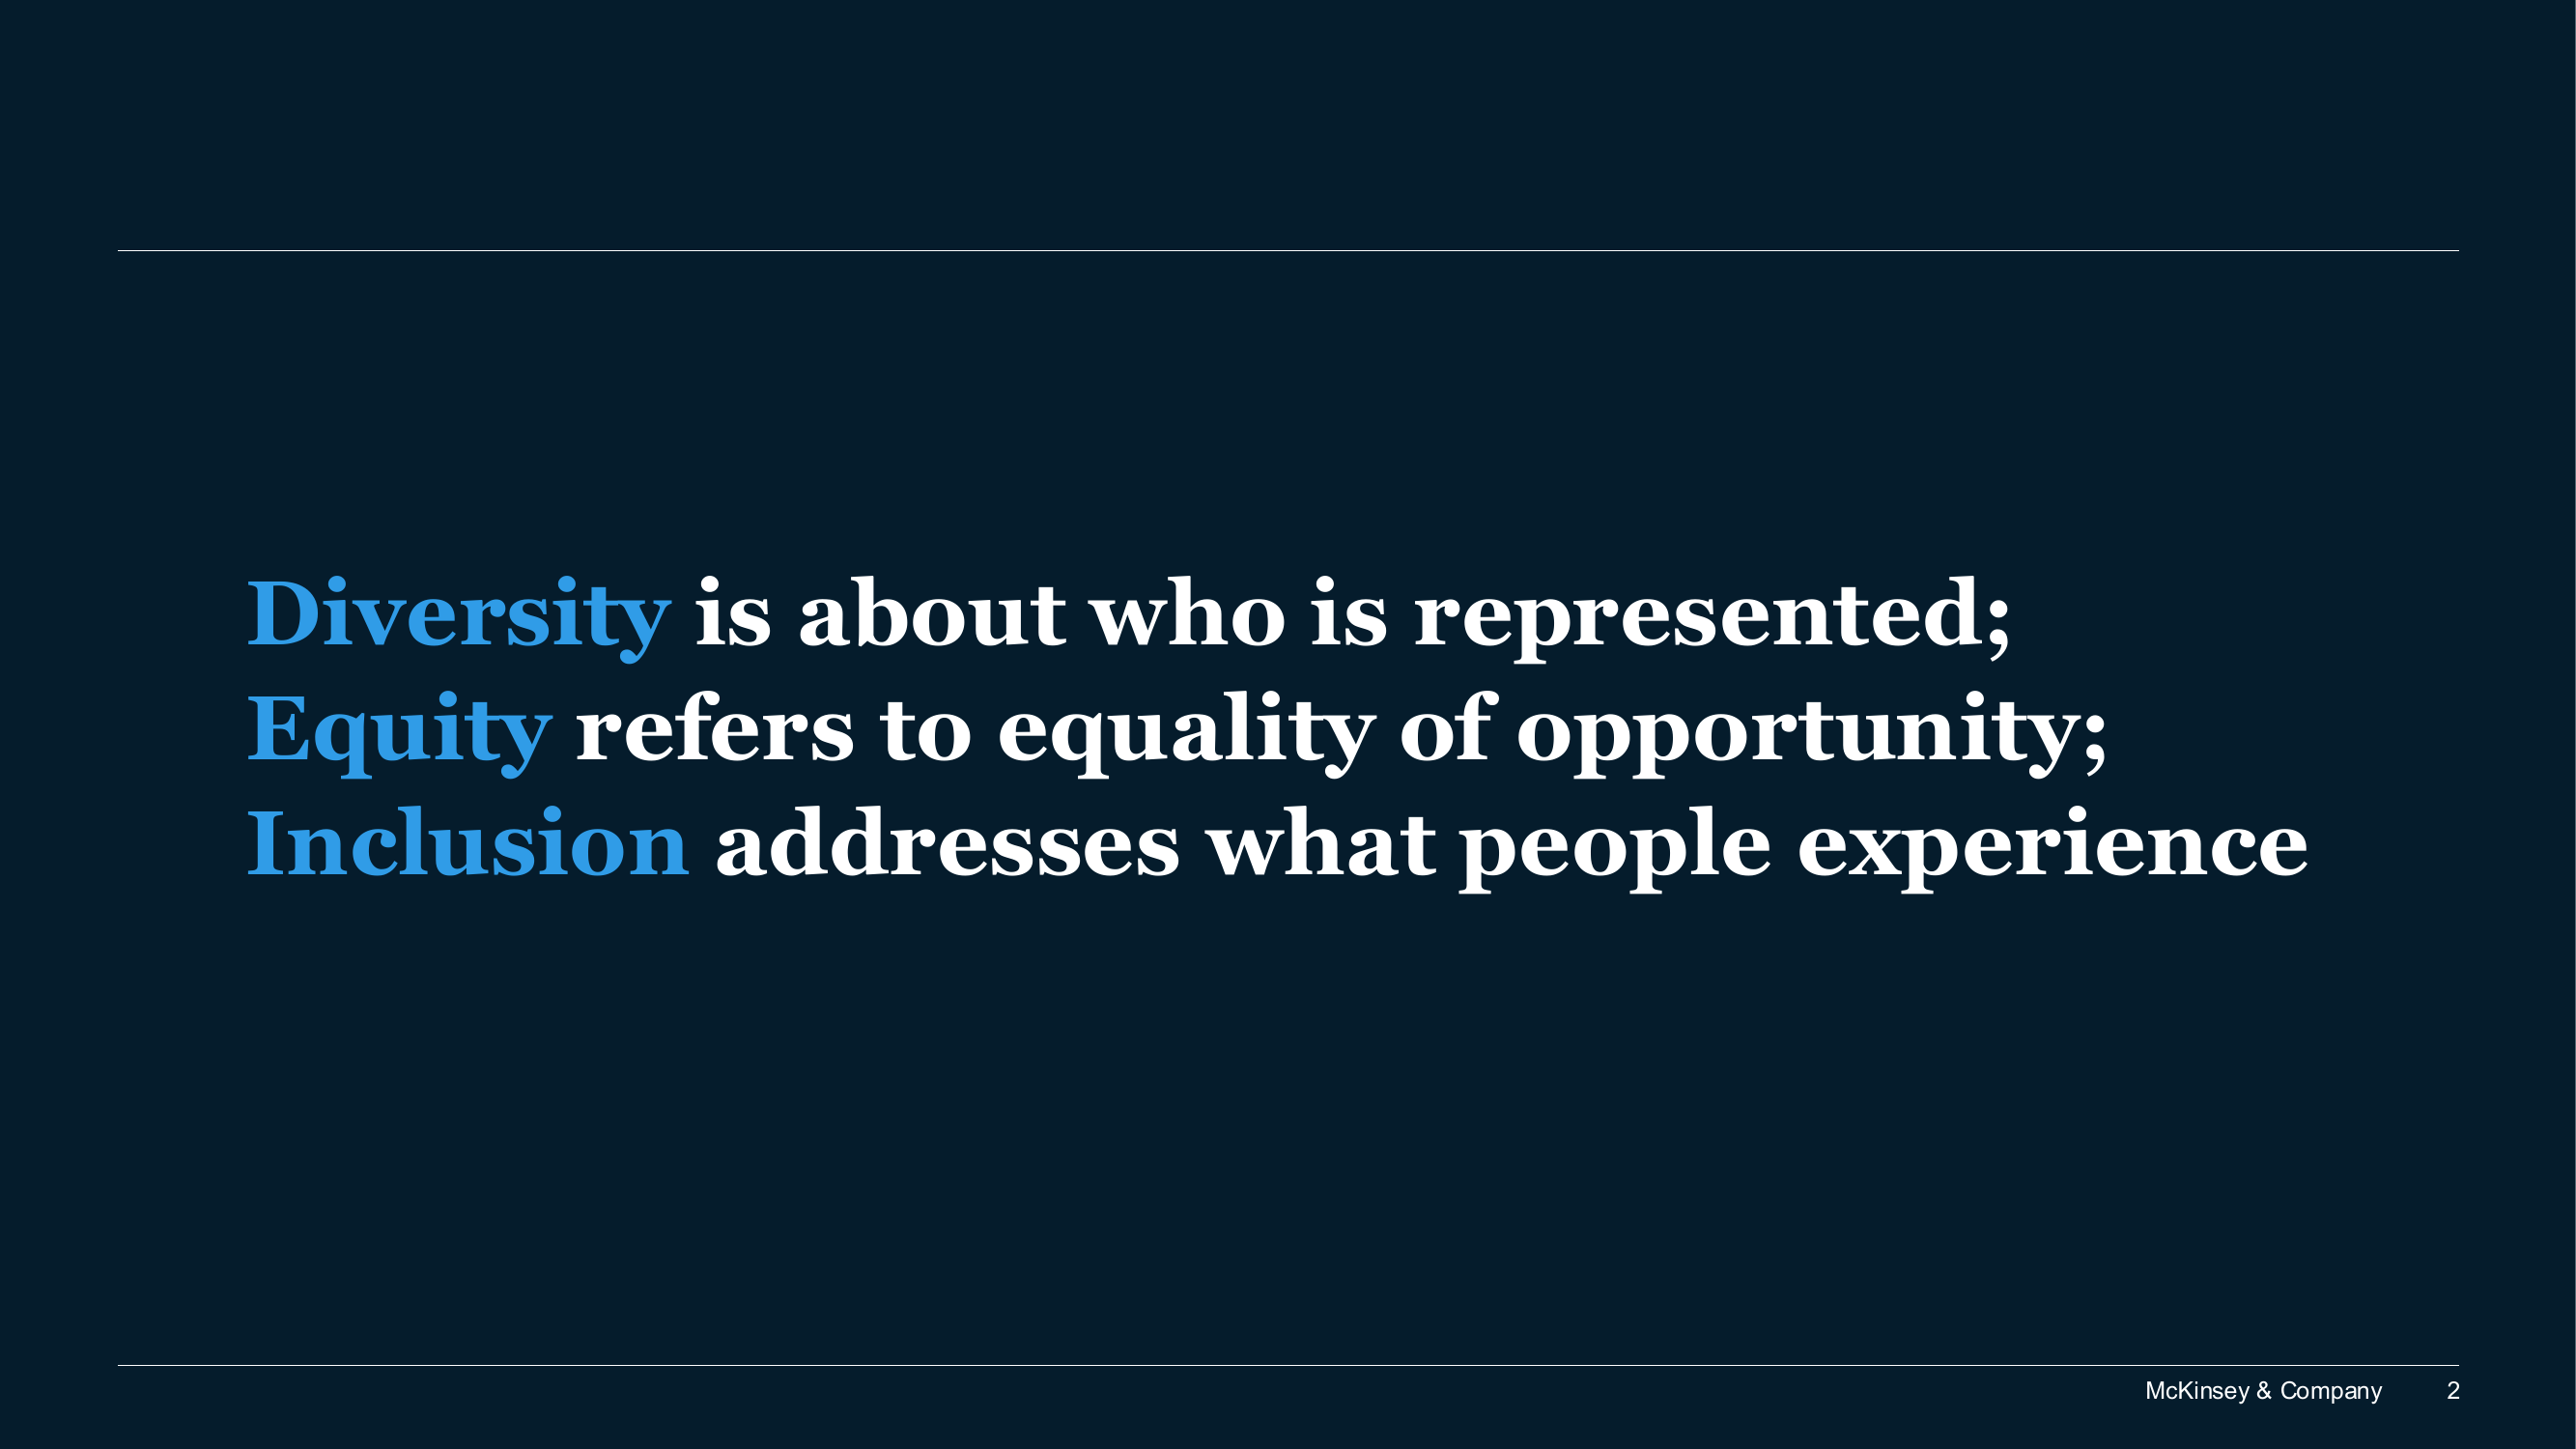 Diversity is about who is represented;
Equity refers to equality of opportunity;
Inclusion addresses what people experience
McKinsey & Company 2